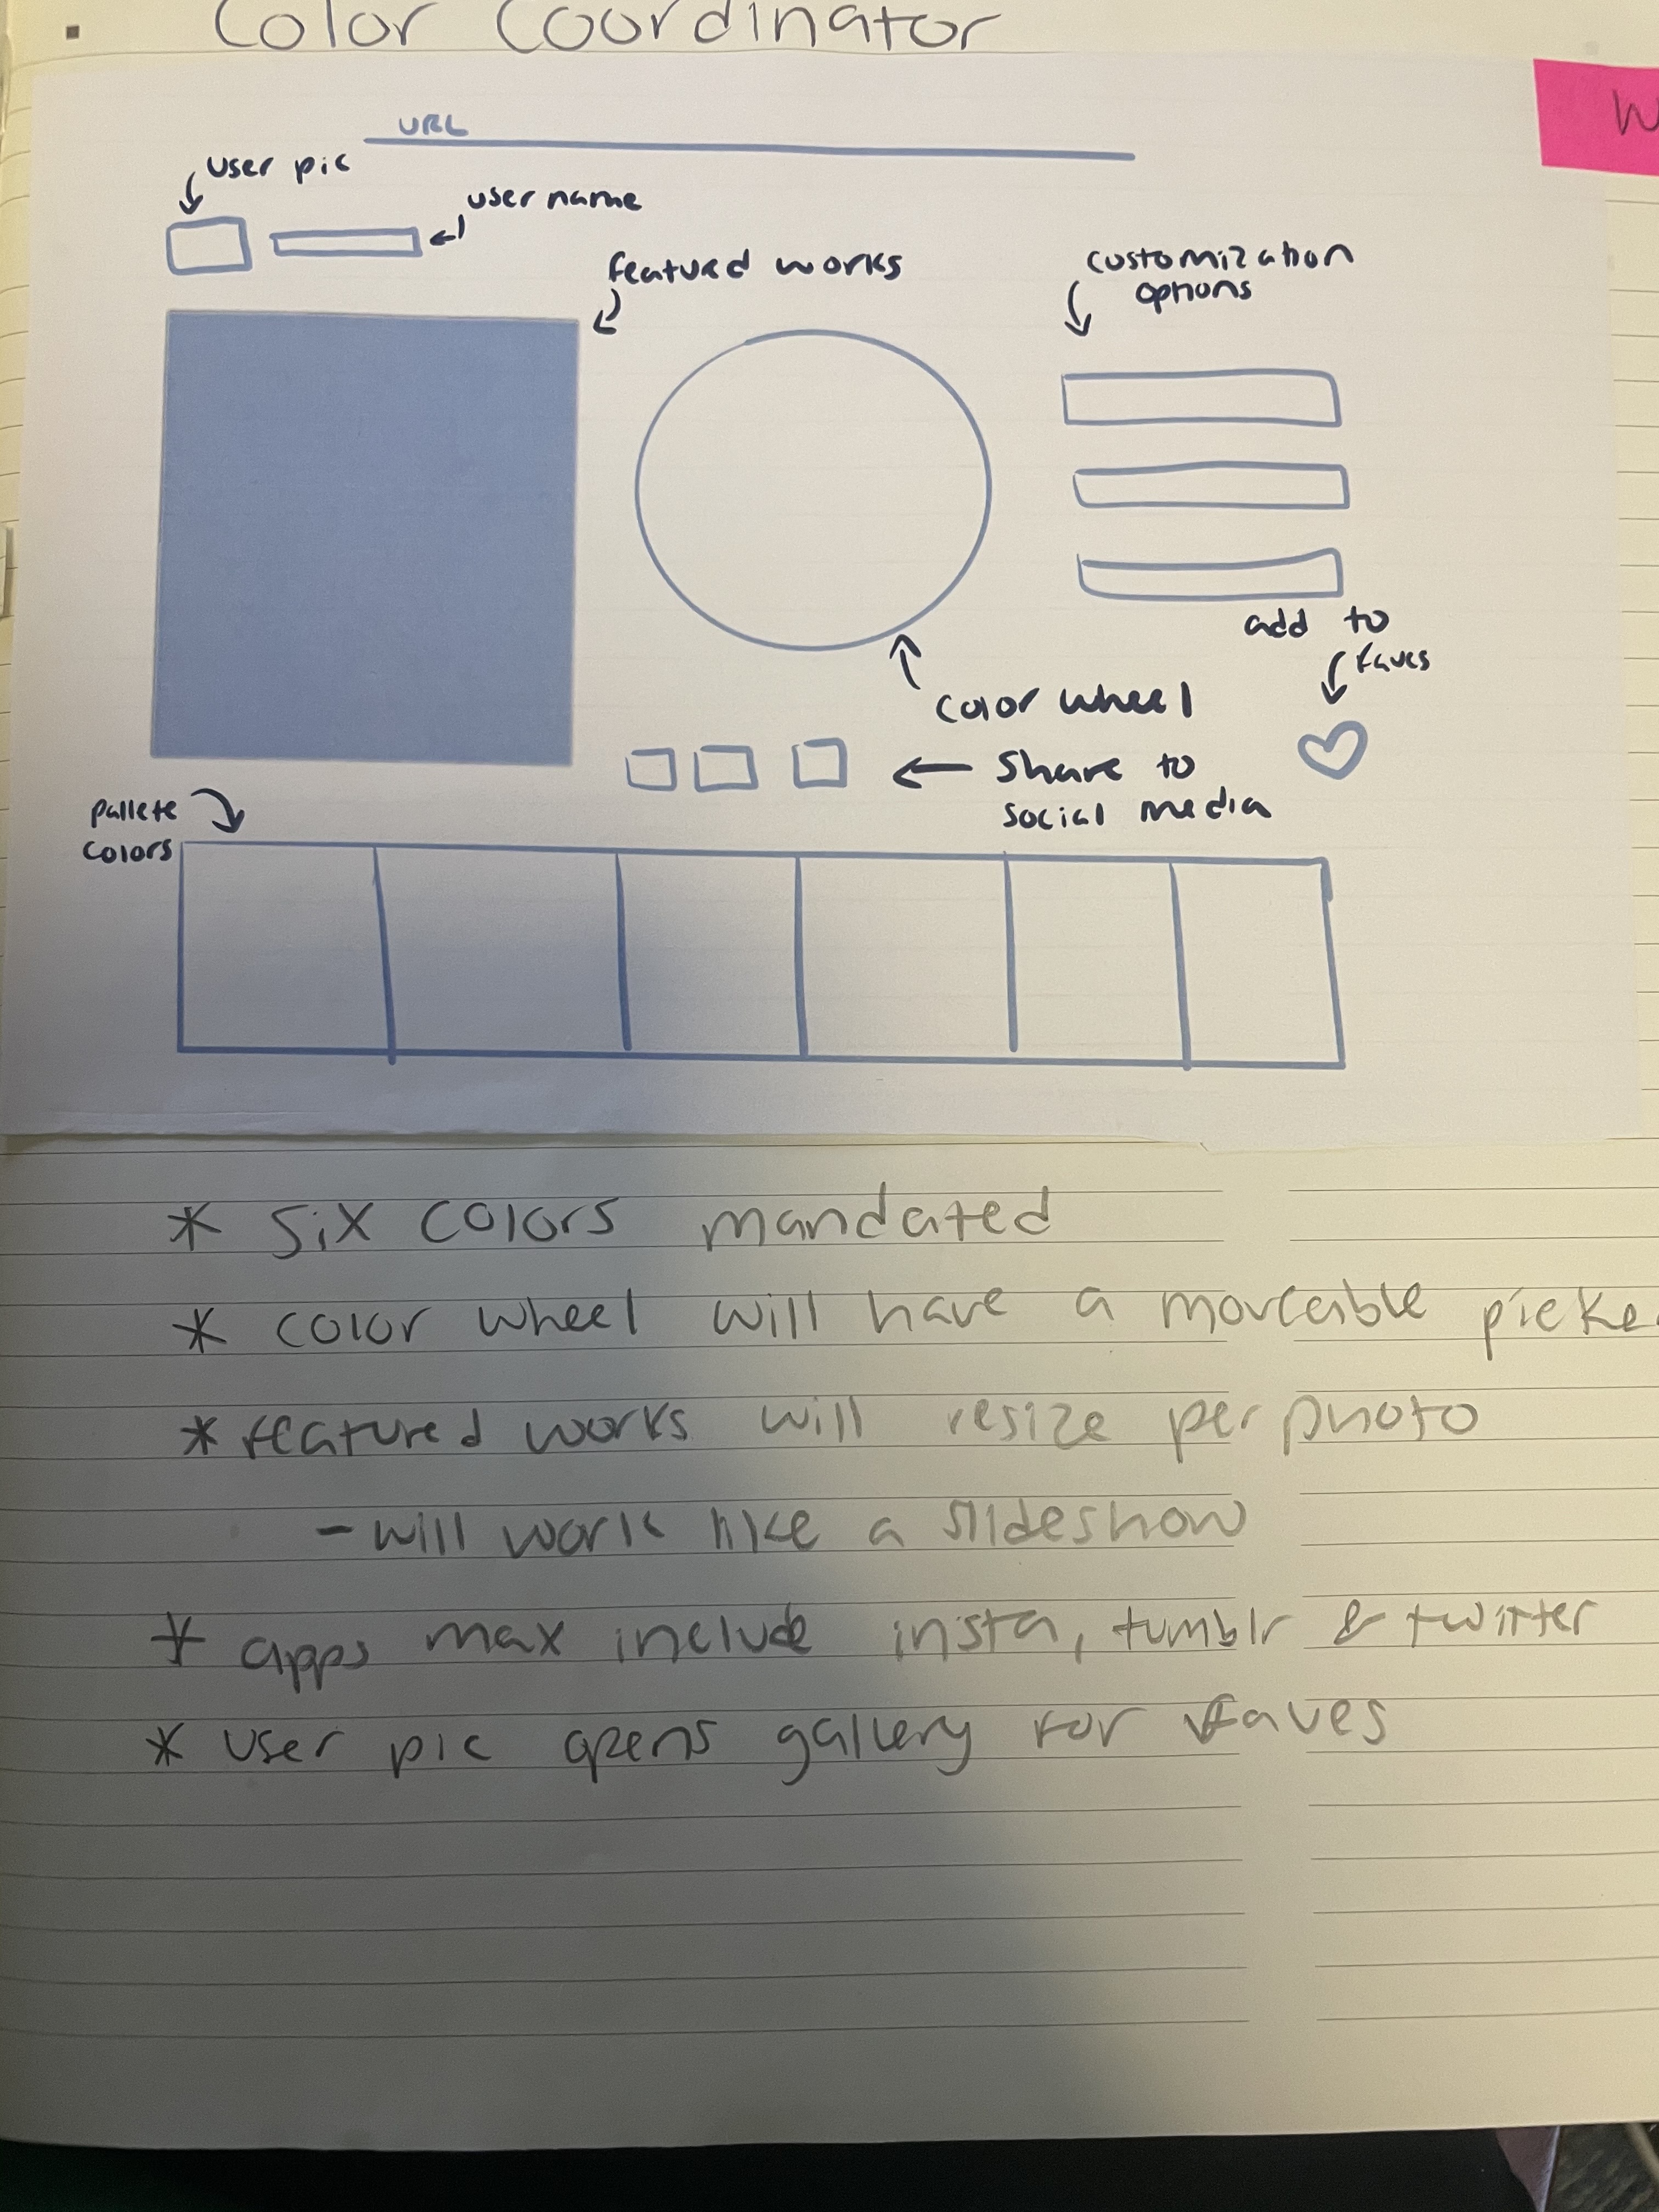 Color Coordinator
W
URL
user pic
user name
featured works
customization
options
add to
faves
color wheel
share to
social media
pallete
colors
* Six colors mandated
* color wheel will have a moveable picke
* featured works will resize per photo
- will work like a slideshow
* apps max include insta, tumblr & twitter
* user pic opens gallery for faves